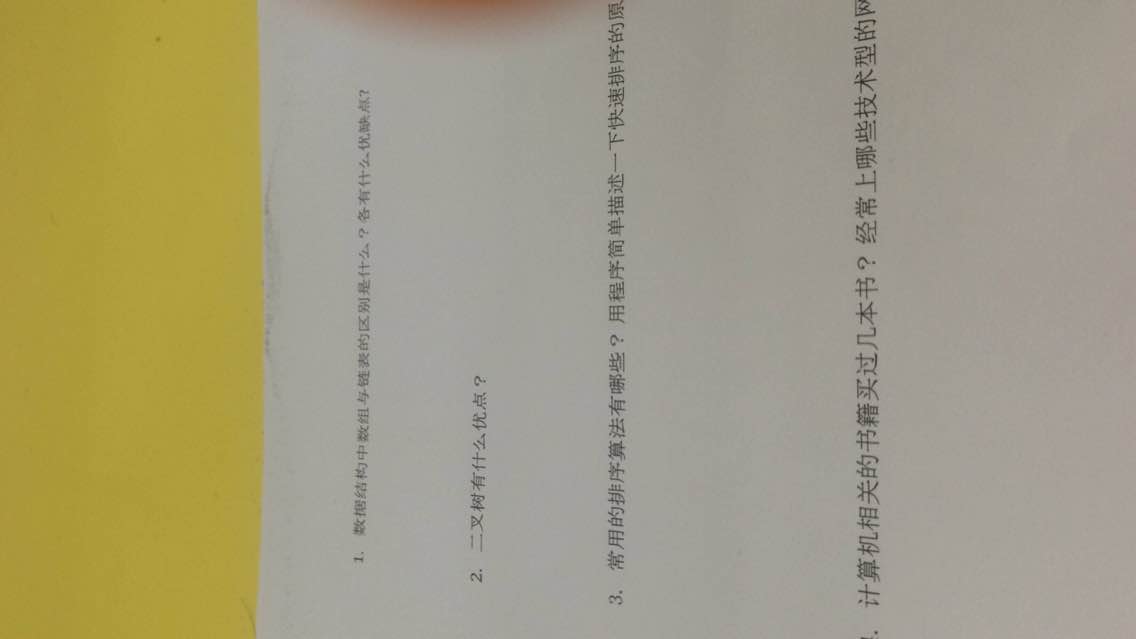 1. 数据结构中数组与链表的区别是什么？各有什么优缺点?
2. 二叉树有什么优点？
3. 常用的排序算法有哪些？用程序简单描述一下快速排序的原
. 计算机相关的书籍买过几本书？经常上哪些技术型的网